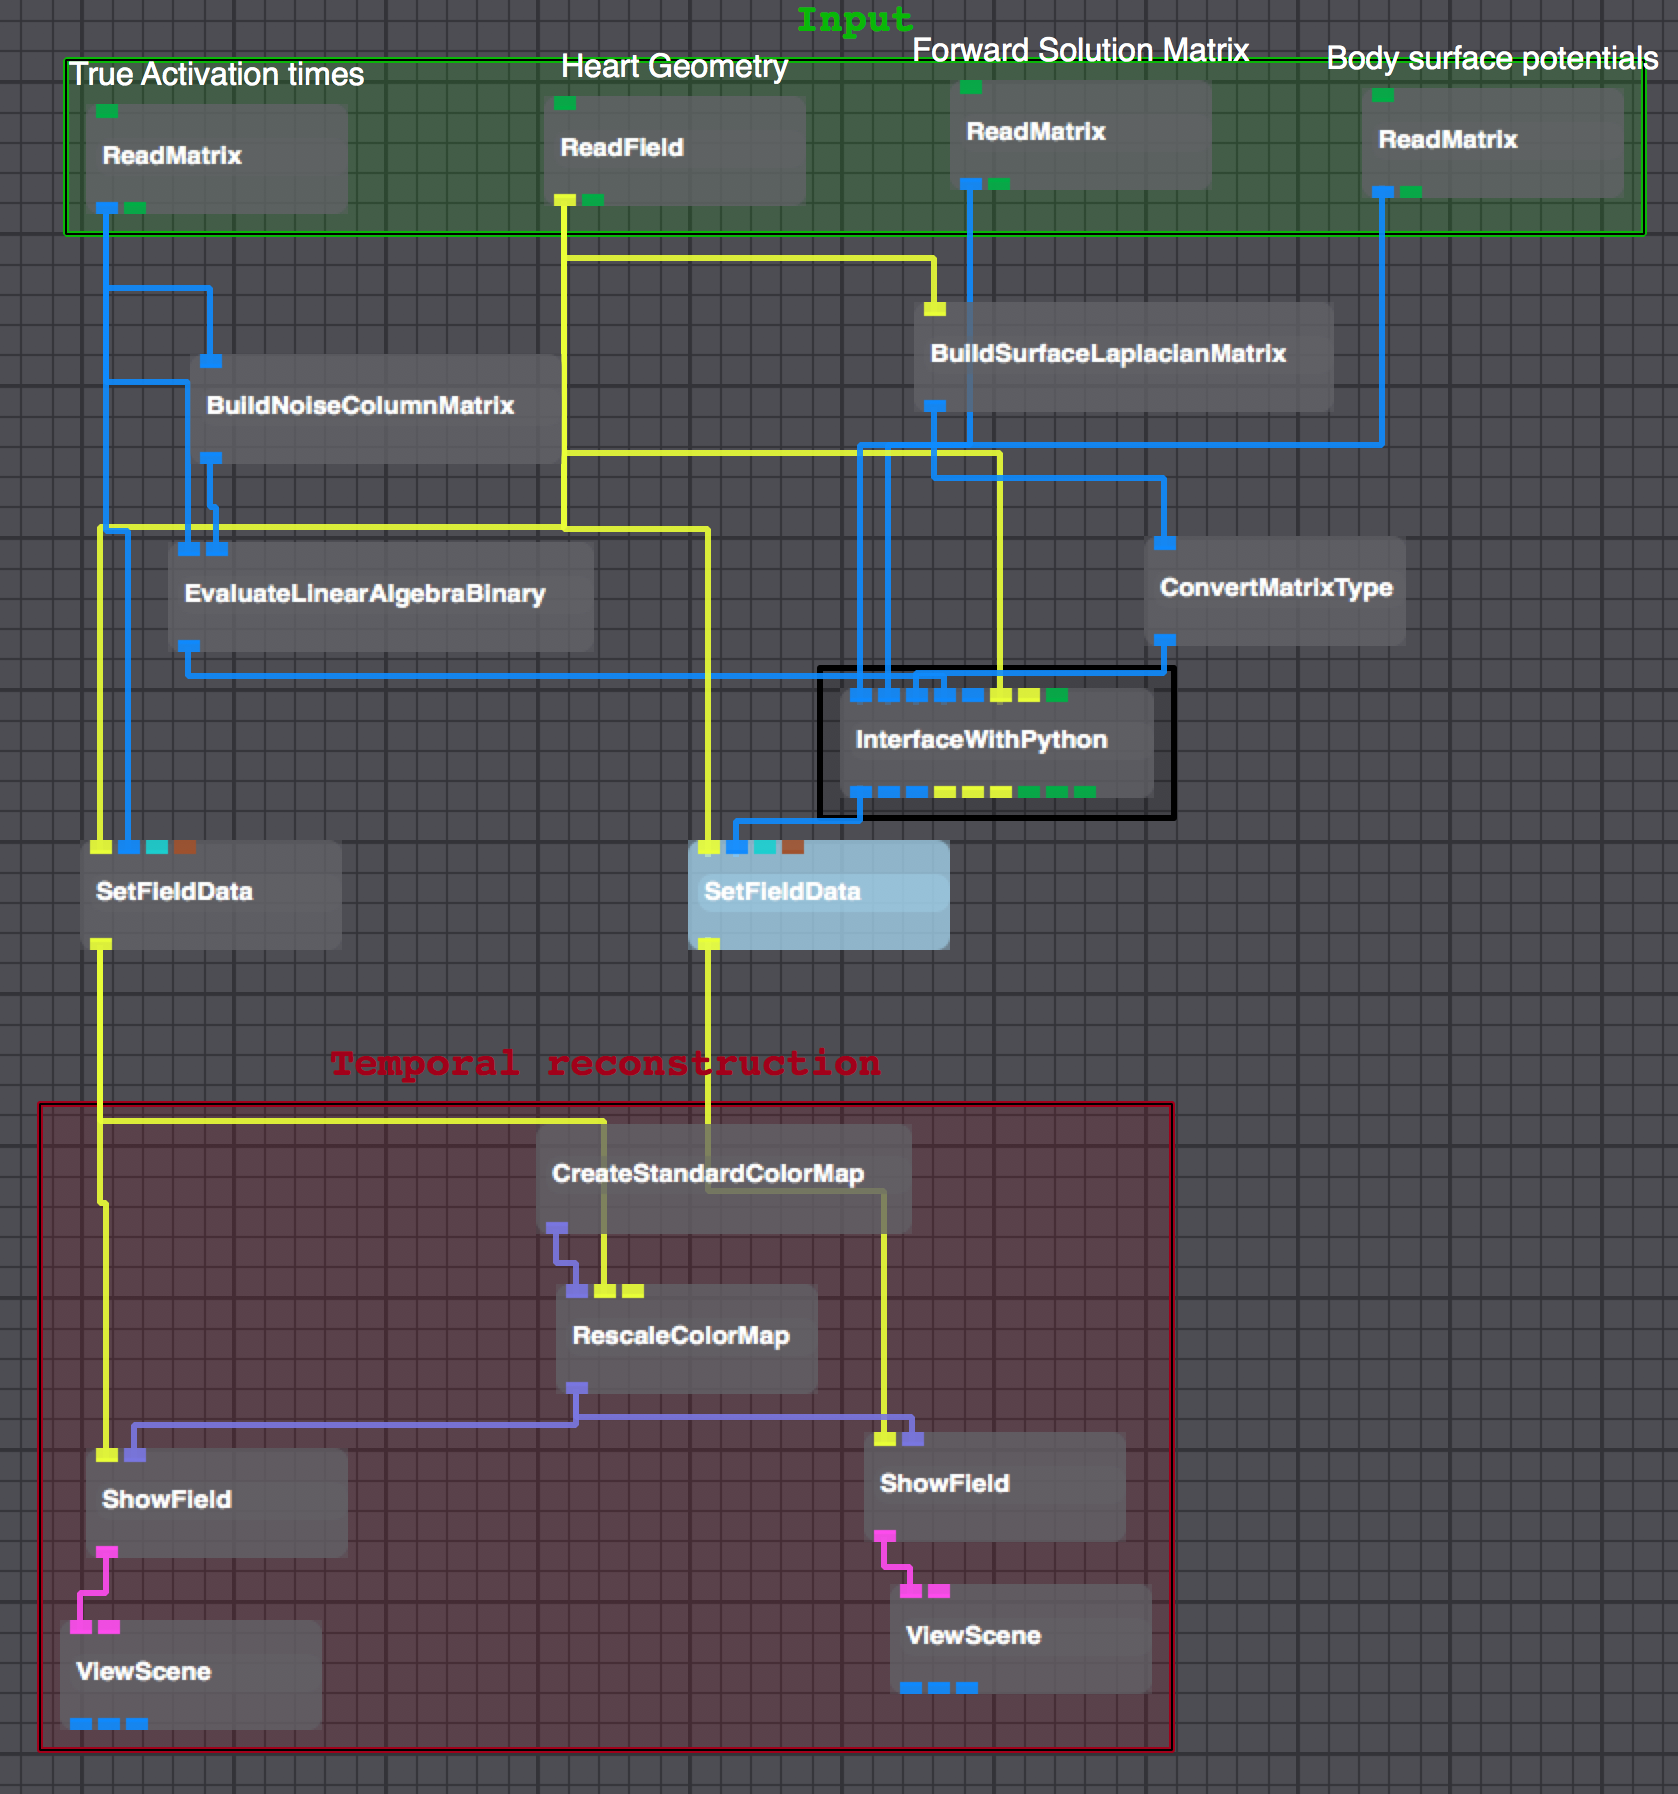 Input
True Activation times
Heart Geometry
Forward Solution Matrix
Body surface potentials
ReadMatrix
ReadField
ReadMatrix
ReadMatrix
BuildSurfaceLaplacianMatrix
BuildNoiseColumnMatrix
EvaluateLinearAlgebraBinary
ConvertMatrixType
InterfaceWithPython
SetFieldData
SetFieldData
Temporal reconstruction
CreateStandardColorMap
RescaleColorMap
ShowField
ShowField
ViewScene
ViewScene